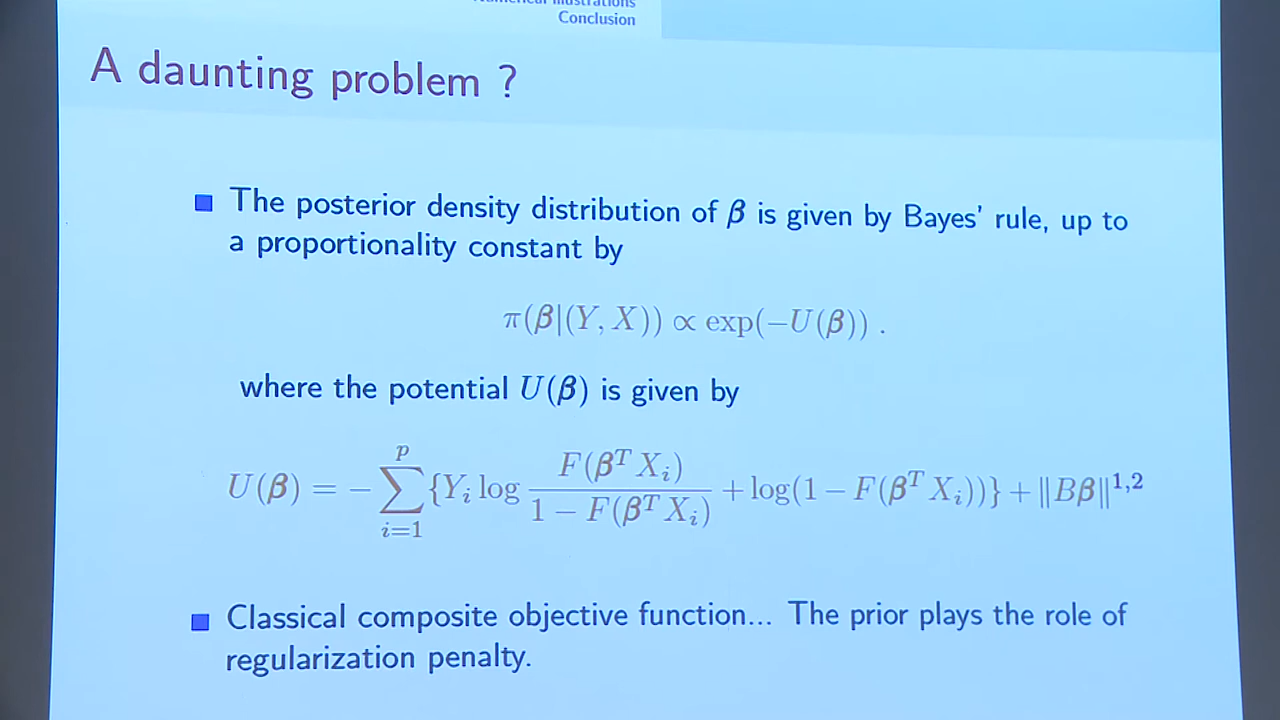 Numerical Illustrations
Conclusion
A daunting problem ?
The posterior density distribution of β is given by Bayes' rule, up to
a proportionality constant by
π(β|(Y, X)) ∝ exp(−U(β)) .
where the potential U(β) is given by
U(β) = − ∑_{i=1}^{p} {Y_i log F(β^T X_i) / (1 − F(β^T X_i)) + log(1 − F(β^T X_i))} + ‖Bβ‖^{1,2}
Classical composite objective function... The prior plays the role of
regularization penalty.